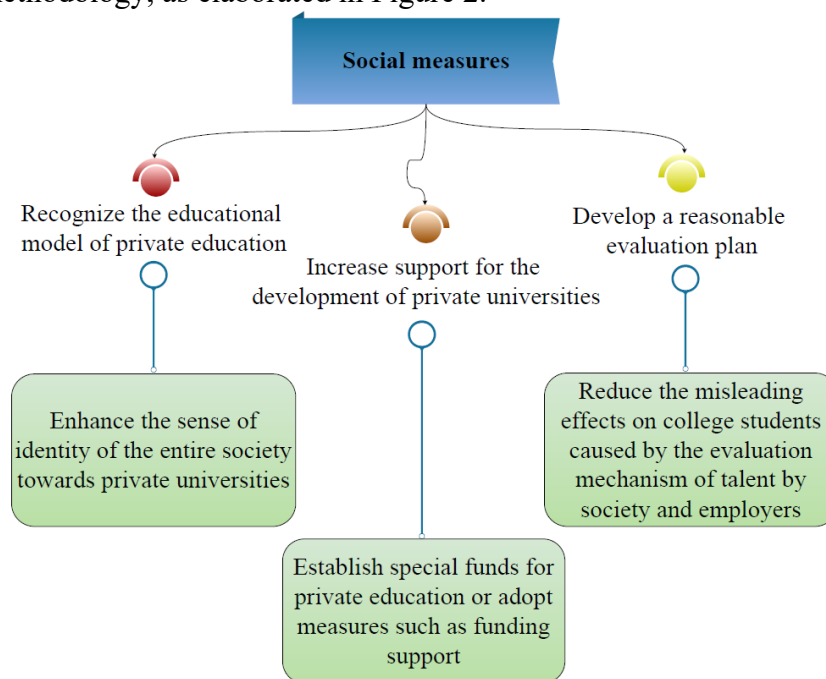 ethodology, as elaborated in Figure 2.
Social measures
Recognize the educational
model of private education
Increase support for the
development of private universities
Develop a reasonable
evaluation plan
Enhance the sense of
identity of the entire society
towards private universities
Establish special funds for
private education or adopt
measures such as funding
support
Reduce the misleading
effects on college students
caused by the evaluation
mechanism of talent by
society and employers